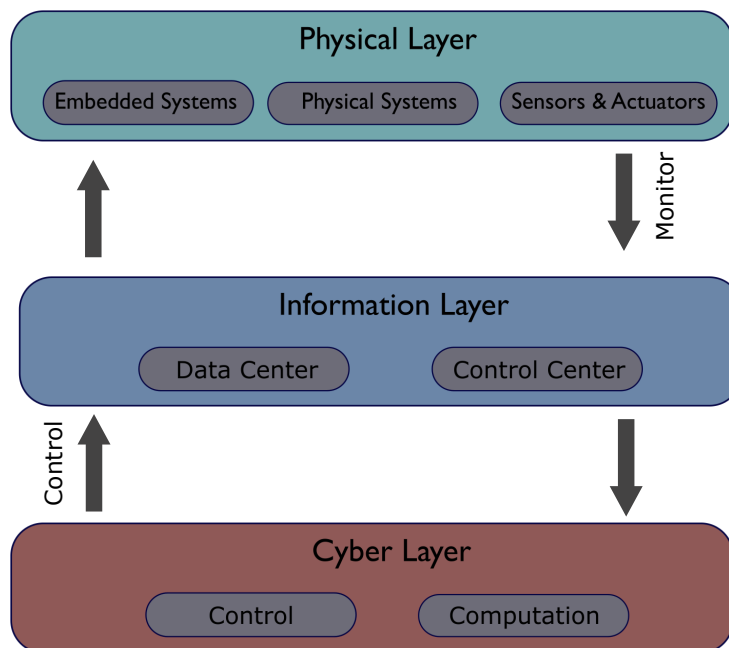 Physical Layer
Embedded Systems
Physical Systems
Sensors & Actuators
Monitor
Information Layer
Data Center
Control Center
Control
Cyber Layer
Control
Computation